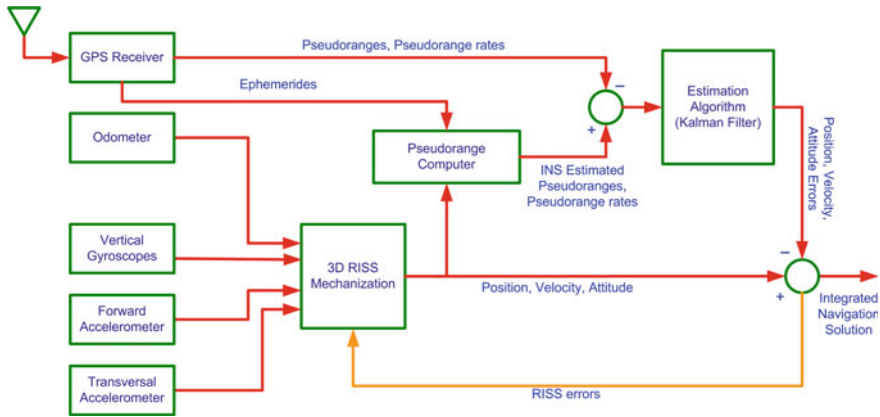 GPS Receiver
Pseudoranges, Pseudorange rates
−
Ephemerides
Estimation
Algorithm
(Kalman Filter)
Odometer
+
Pseudorange
Computer
INS Estimated
Pseudoranges,
Pseudorange rates
Position, Velocity,
Attitude Errors
Vertical
Gyroscopes
3D RISS
Mechanization
−
Position, Velocity, Attitude
+
Integrated
Navigation
Solution
Forward
Accelerometer
Transversal
Accelerometer
RISS errors